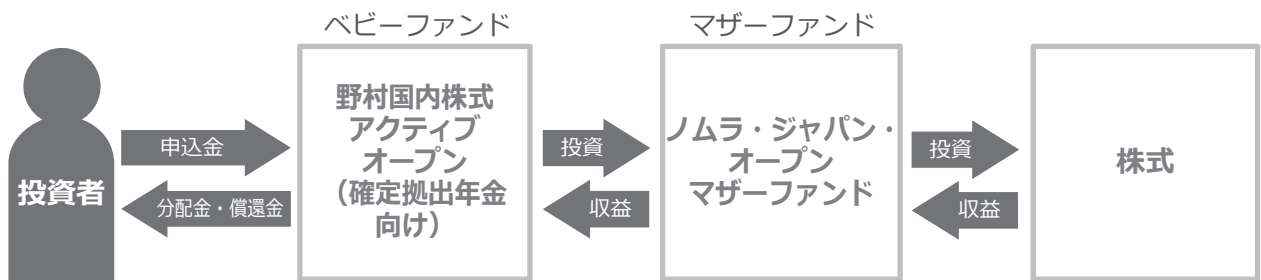 ベビーファンド
マザーファンド
投資者
申込金
分配金・償還金
野村国内株式
アクティブ
オープン
（確定拠出年金
向け）
投資
収益
ノムラ・ジャパン・
オープン
マザーファンド
投資
収益
株式